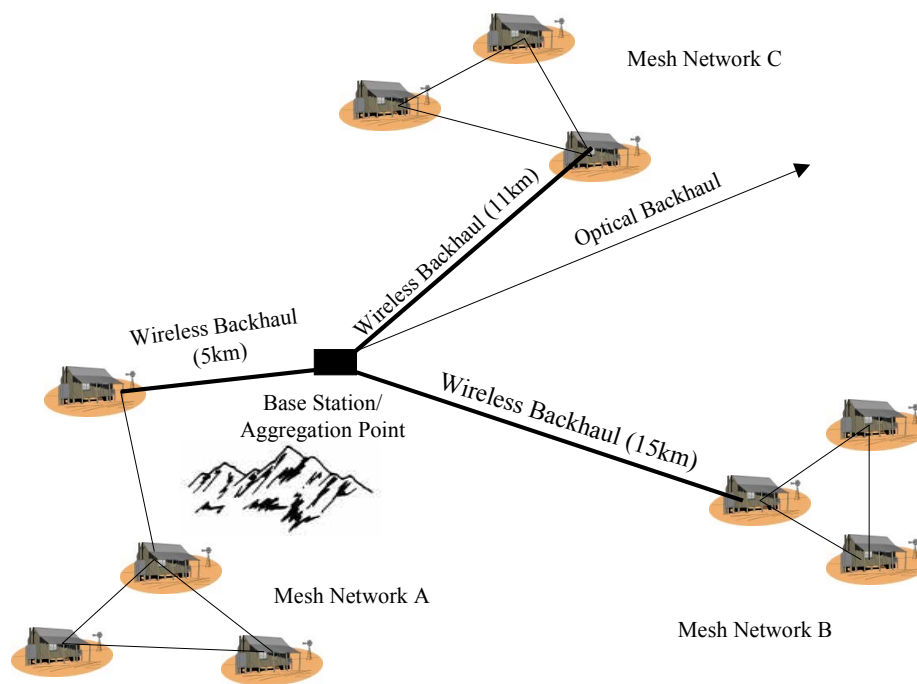 Mesh Network C
Wireless Backhaul (11km)
Optical Backhaul
Wireless Backhaul
(5km)
Base Station/
Aggregation Point
Wireless Backhaul (15km)
Mesh Network A
Mesh Network B